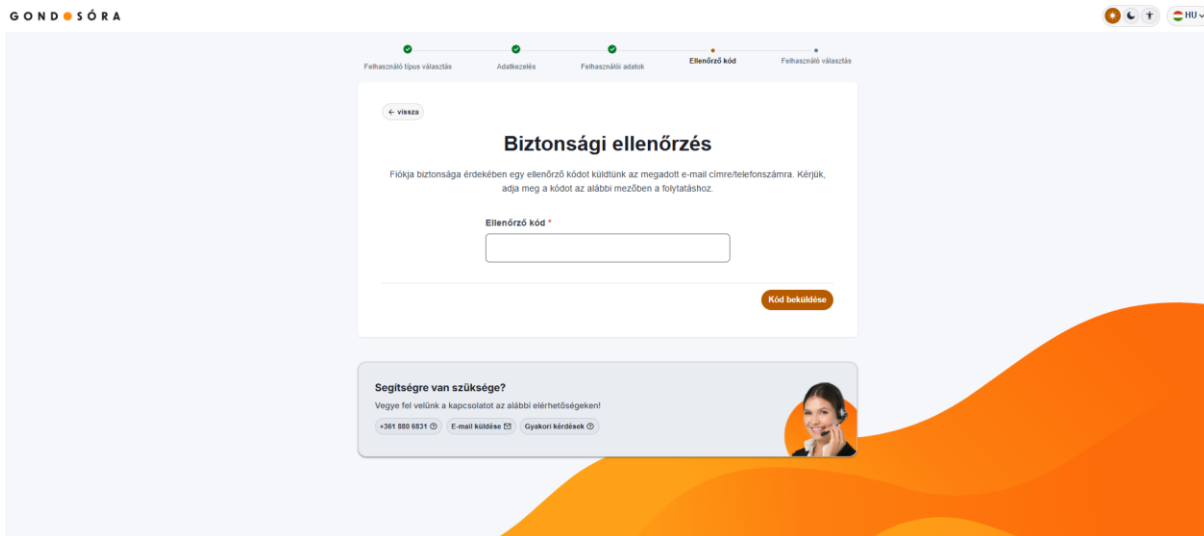 GONDOSÓRA
HU
Felhasználó típus választás
Adatkezelés
Felhasználói adatok
Ellenőrző kód
Felhasználó választás
← vissza
Biztonsági ellenőrzés
Fiókja biztonsága érdekében egy ellenőrző kódot küldtünk az megadott e-mail címre/telefonszámra. Kérjük,
adja meg a kódot az alábbi mezőben a folytatáshoz.
Ellenőrző kód *
Kód beküldése
Segítségre van szüksége?
Vegye fel velünk a kapcsolatot az alábbi elérhetőségeken!
+361 880 6831
E-mail küldése
Gyakori kérdések